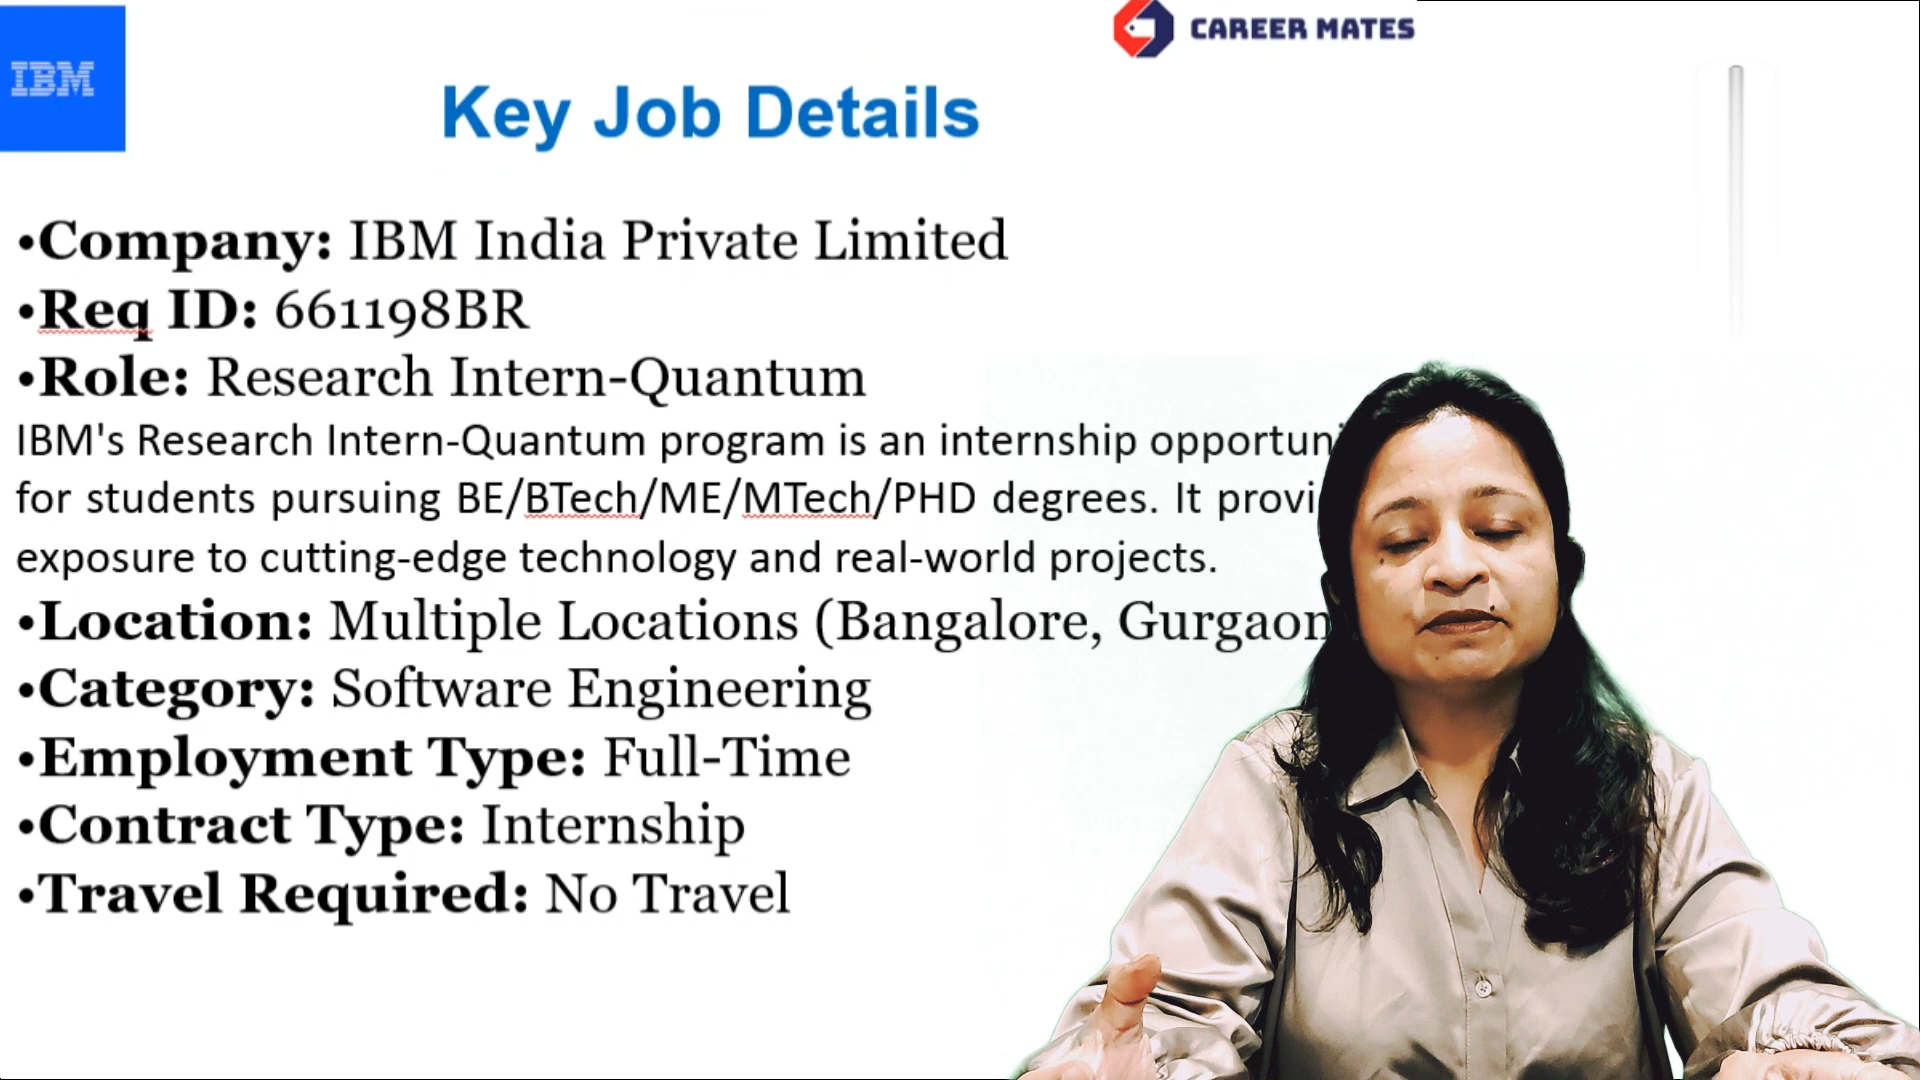 IBM
CAREER MATES
Key Job Details
•Company: IBM India Private Limited
•Req ID: 661198BR
•Role: Research Intern-Quantum
IBM's Research Intern-Quantum program is an internship
for students pursuing BE/BTech/ME/MTech/PHD degrees. It
exposure to cutting-edge technology and real-world projects.
•Location: Multiple Locations (Bangalore, Gurgaon
•Category: Software Engineering
•Employment Type: Full-Time
•Contract Type: Internship
•Travel Required: No Travel